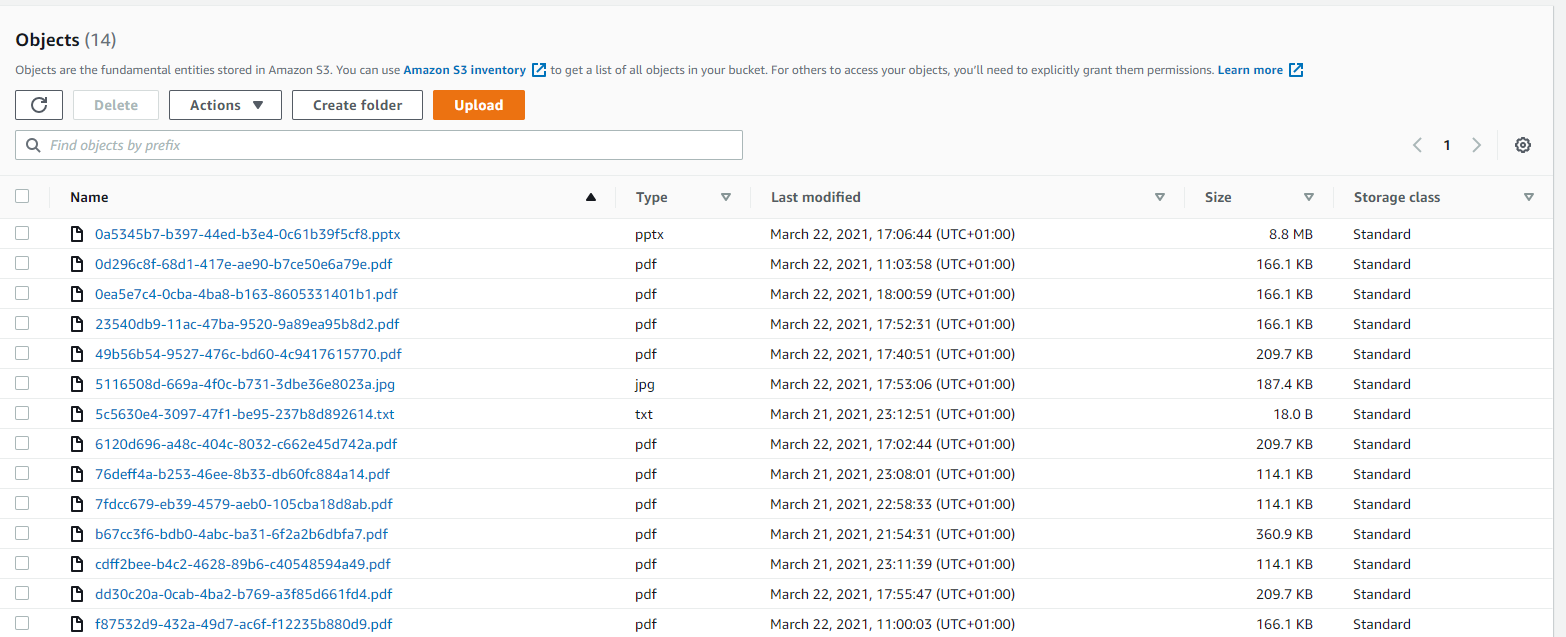 Objects (14)
Objects are the fundamental entities stored in Amazon S3. You can use Amazon S3 inventory to get a list of all objects in your bucket. For others to access your objects, you'll need to explicitly grant them permissions. Learn more
Delete Actions Create folder Upload
Find objects by prefix 1
Name Type Last modified Size Storage class
0a5345b7-b397-44ed-b3e4-0c61b39f5cf8.pptx pptx March 22, 2021, 17:06:44 (UTC+01:00) 8.8 MB Standard
0d296c8f-68d1-417e-ae90-b7ce50e6a79e.pdf pdf March 22, 2021, 11:03:58 (UTC+01:00) 166.1 KB Standard
0ea5e7c4-0cba-4ba8-b163-8605331401b1.pdf pdf March 22, 2021, 18:00:59 (UTC+01:00) 166.1 KB Standard
23540db9-11ac-47ba-9520-9a89ea95b8d2.pdf pdf March 22, 2021, 17:52:31 (UTC+01:00) 166.1 KB Standard
49b56b54-9527-476c-bd60-4c9417615770.pdf pdf March 22, 2021, 17:40:51 (UTC+01:00) 209.7 KB Standard
5116508d-669a-4f0c-b731-3dbe36e8023a.jpg jpg March 22, 2021, 17:53:06 (UTC+01:00) 187.4 KB Standard
5c5630e4-3097-47f1-be95-237b8d892614.txt txt March 21, 2021, 23:12:51 (UTC+01:00) 18.0 B Standard
6120d696-a48c-404c-8032-c662e45d742a.pdf pdf March 22, 2021, 17:02:44 (UTC+01:00) 209.7 KB Standard
76deff4a-b253-46ee-8b33-db60fc884a14.pdf pdf March 21, 2021, 23:08:01 (UTC+01:00) 114.1 KB Standard
7fdcc679-eb39-4579-aeb0-105cba18d8ab.pdf pdf March 21, 2021, 22:58:33 (UTC+01:00) 114.1 KB Standard
b67cc3f6-bdb0-4abc-ba31-6f2a2b6dbfa7.pdf pdf March 21, 2021, 21:54:31 (UTC+01:00) 360.9 KB Standard
cdff2bee-b4c2-4628-89b6-c40548594a49.pdf pdf March 21, 2021, 23:11:39 (UTC+01:00) 114.1 KB Standard
dd30c20a-0cab-4ba2-b769-a3f85d661fd4.pdf pdf March 22, 2021, 17:55:47 (UTC+01:00) 209.7 KB Standard
f87532d9-432a-49d7-ac6f-f12235b880d9.pdf pdf March 22, 2021, 11:00:03 (UTC+01:00) 166.1 KB Standard